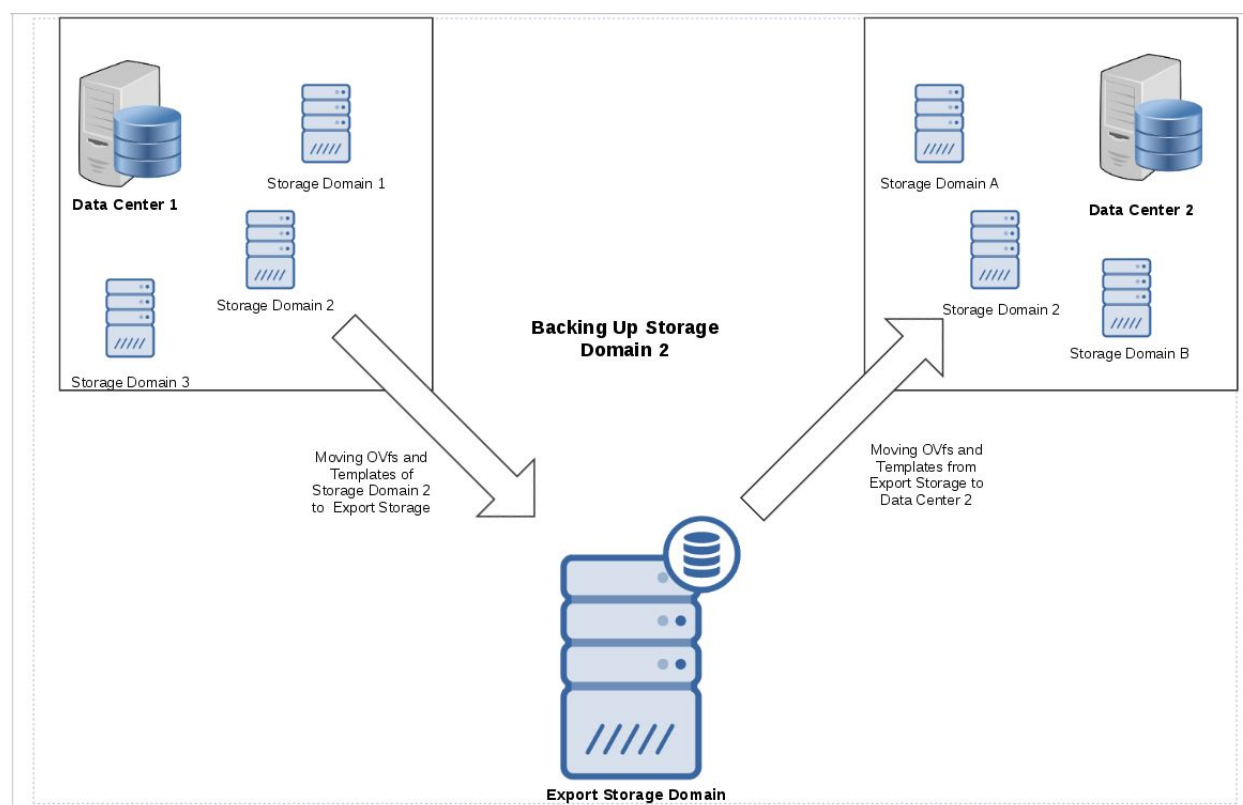 Data Center 1
Storage Domain 1
Storage Domain 2
Storage Domain 3
Backing Up Storage
Domain 2
Storage Domain A
Data Center 2
Storage Domain 2
Storage Domain B
Moving OVfs and
Templates of
Storage Domain 2
to Export Storage
Moving OVfs and
Templates from
Export Storage to
Data Center 2
Export Storage Domain